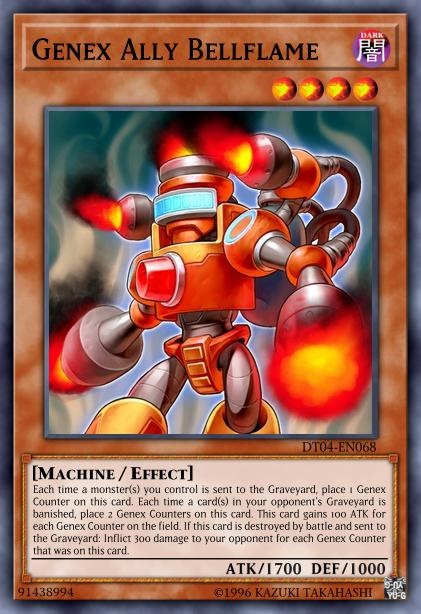 Genex Ally Bellflame
DARK
闇
DT04-EN068
[Machine / Effect]
Each time a monster(s) you control is sent to the Graveyard, place 1 Genex
Counter on this card. Each time a card(s) in your opponent's Graveyard is
banished, place 2 Genex Counters on this card. This card gains 100 ATK for
each Genex Counter on the field. If this card is destroyed by battle and sent to
the Graveyard: Inflict 300 damage to your opponent for each Genex Counter
that was on this card.
ATK/1700 DEF/1000
91438994
©1996 KAZUKI TAKAHASHI